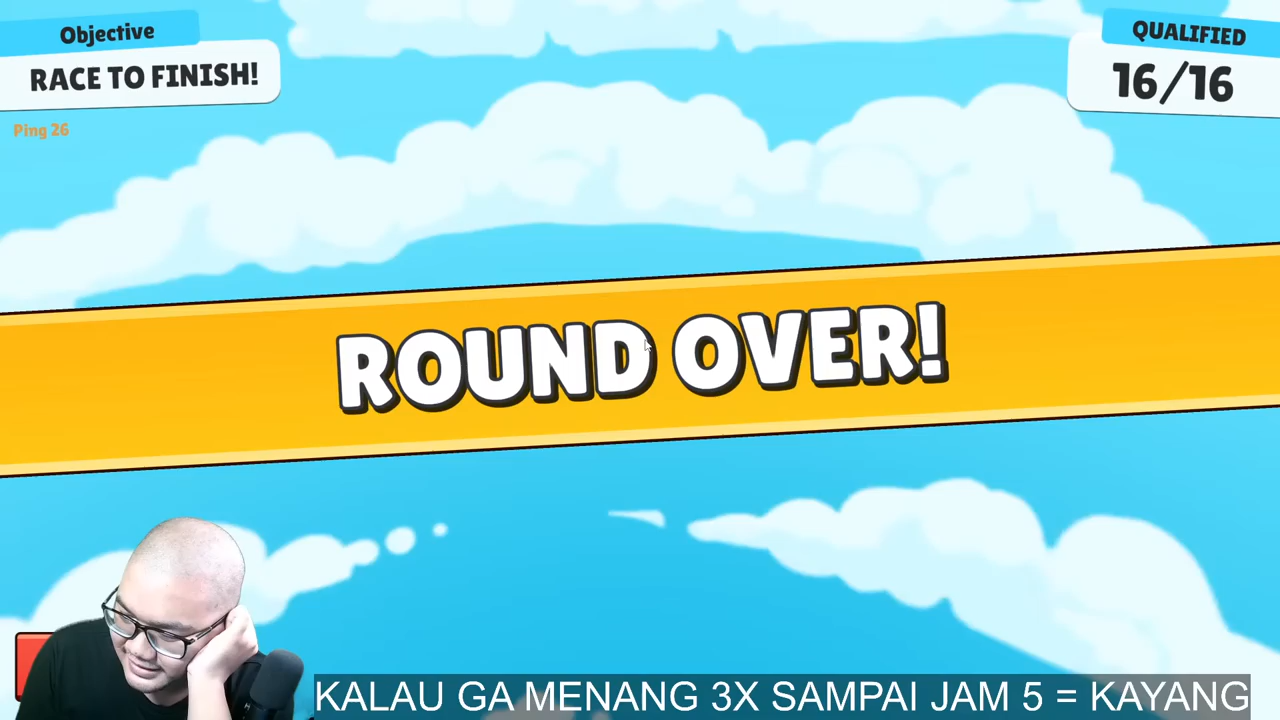 Objective
RACE TO FINISH!
Ping 26
QUALIFIED
16/16
ROUND OVER!
KALAU GA MENANG 3X SAMPAI JAM 5 = KAYANG